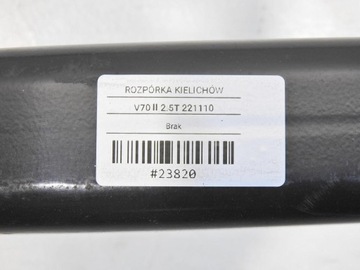 ROZPÓRKA KIELICHÓW
V70 II 2.5T 221110
Brak
#23820